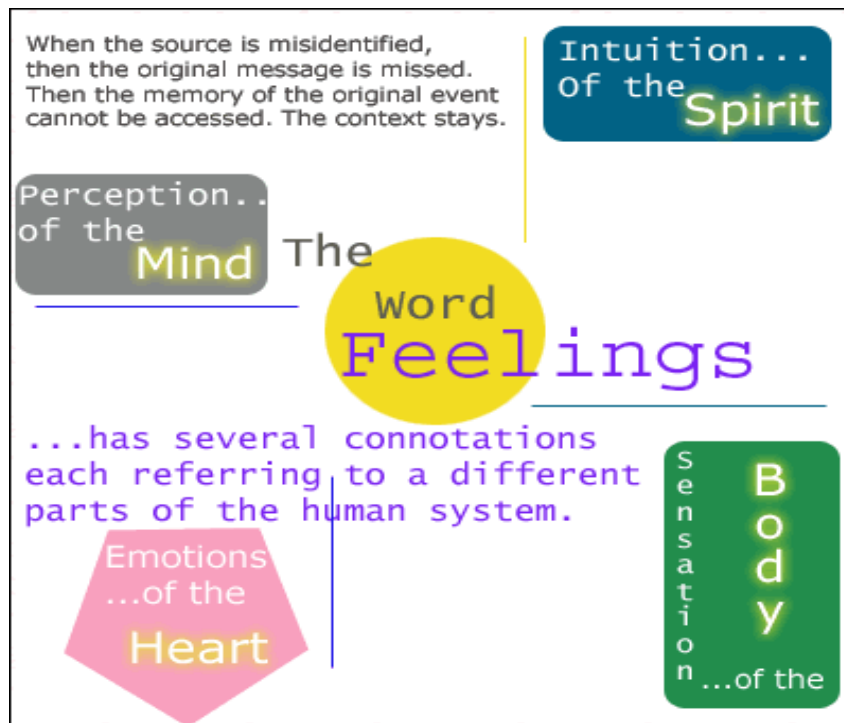 When the source is misidentified,
then the original message is missed.
Then the memory of the original event
cannot be accessed. The context stays.
Intuition...
Of the
Spirit
Perception..
of the
Mind
The
Word
Feelings
...has several connotations
each referring to a different
parts of the human system.
Emotions
...of the
Heart
Sensation
Body
...of the